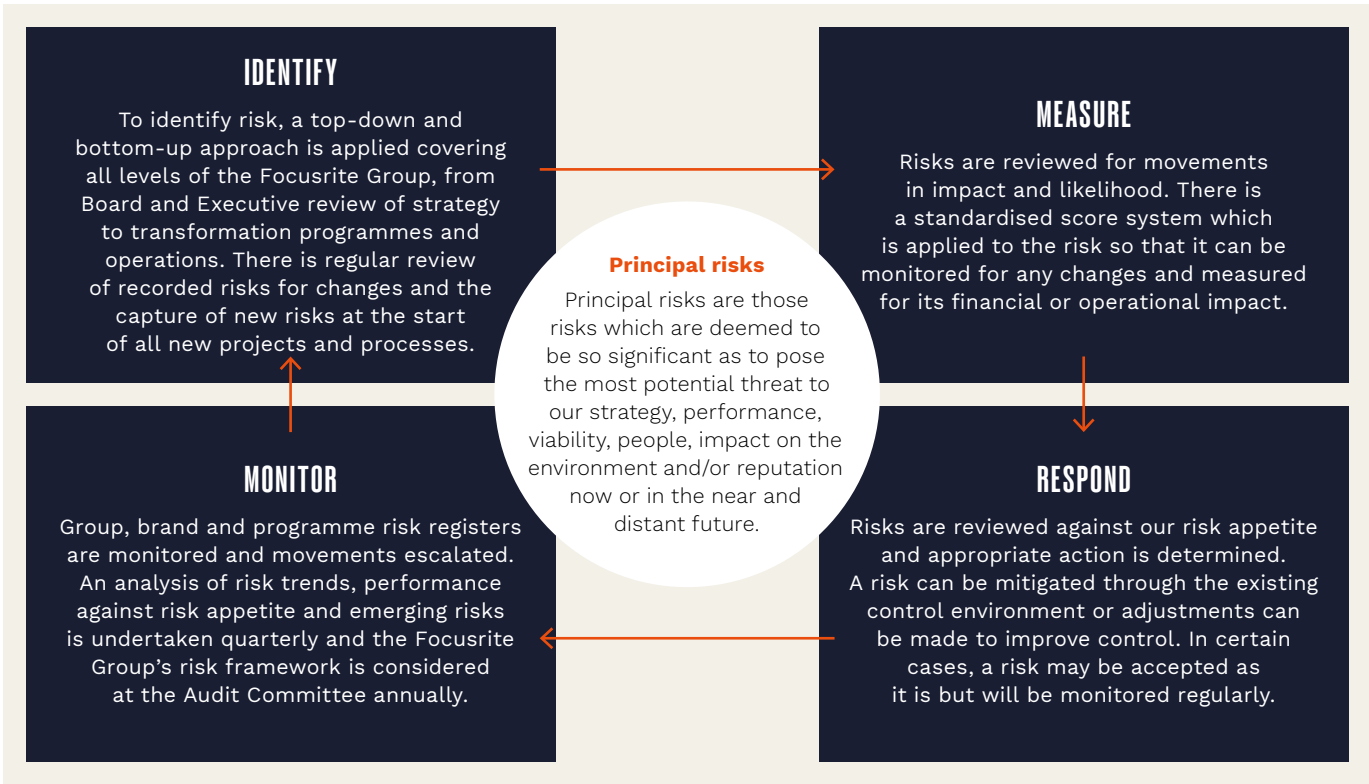 IDENTIFY
To identify risk, a top-down and
bottom-up approach is applied covering
all levels of the Focusrite Group, from
Board and Executive review of strategy
to transformation programmes and
operations. There is regular review
of recorded risks for changes and the
capture of new risks at the start
of all new projects and processes.
MEASURE
Risks are reviewed for movements
in impact and likelihood. There is
a standardised score system which
is applied to the risk so that it can be
monitored for any changes and measured
for its financial or operational impact.
Principal risks
Principal risks are those
risks which are deemed to
be so significant as to pose
the most potential threat to
our strategy, performance,
viability, people, impact on the
environment and/or reputation
now or in the near and
distant future.
MONITOR
Group, brand and programme risk registers
are monitored and movements escalated.
An analysis of risk trends, performance
against risk appetite and emerging risks
is undertaken quarterly and the Focusrite
Group’s risk framework is considered
at the Audit Committee annually.
RESPOND
Risks are reviewed against our risk appetite
and appropriate action is determined.
A risk can be mitigated through the existing
control environment or adjustments can
be made to improve control. In certain
cases, a risk may be accepted as
it is but will be monitored regularly.